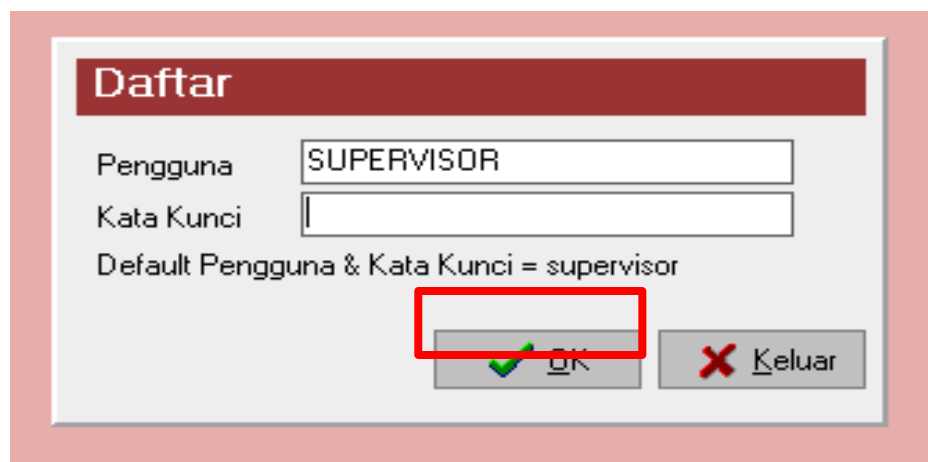 Daftar
Pengguna SUPERVISOR
Kata Kunci
Default Pengguna & Kata Kunci = supervisor
OK Keluar